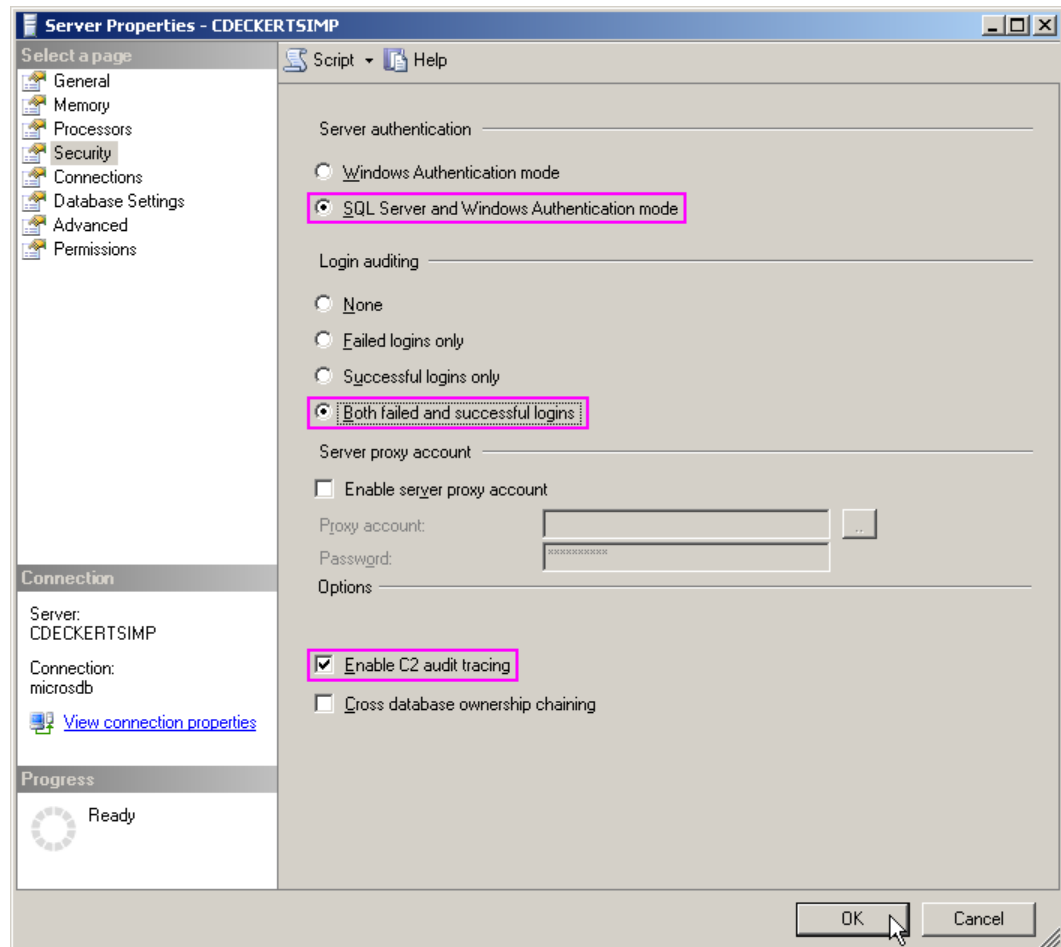 Server Properties - CDECKERTSIMP
Select a page
General
Memory
Processors
Security
Connections
Database Settings
Advanced
Permissions
Connection
Server:
CDECKERTSIMP
Connection:
microsdb
View connection properties
Progress
Ready
Script Help
Server authentication
Windows Authentication mode
SQL Server and Windows Authentication mode
Login auditing
None
Failed logins only
Successful logins only
Both failed and successful logins
Server proxy account
Enable server proxy account
Proxy account:
..
Password:
xxxxxxxxxx
Options
Enable C2 audit tracing
Cross database ownership chaining
OK Cancel